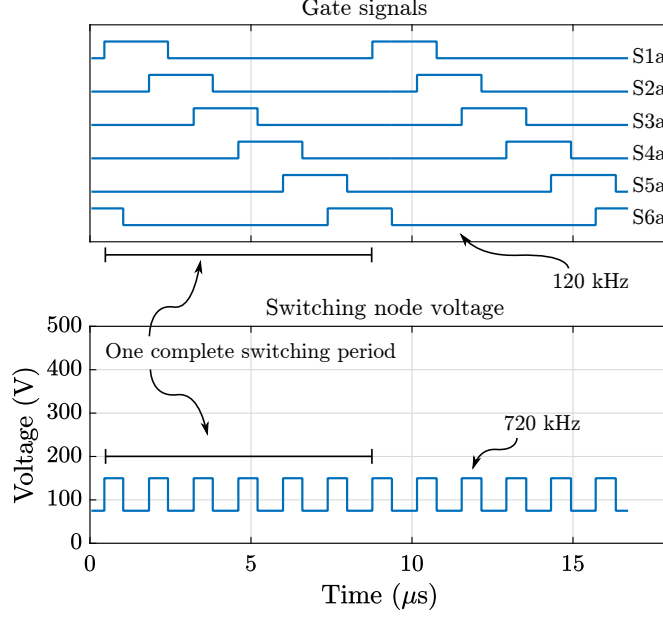 Gate signals
S1a
S2a
S3a
S4a
S5a
S6a
120 kHz
Switching node voltage
One complete switching period
720 kHz
Voltage (V)
500
400
300
200
100
0
0
5
10
15
Time (μs)